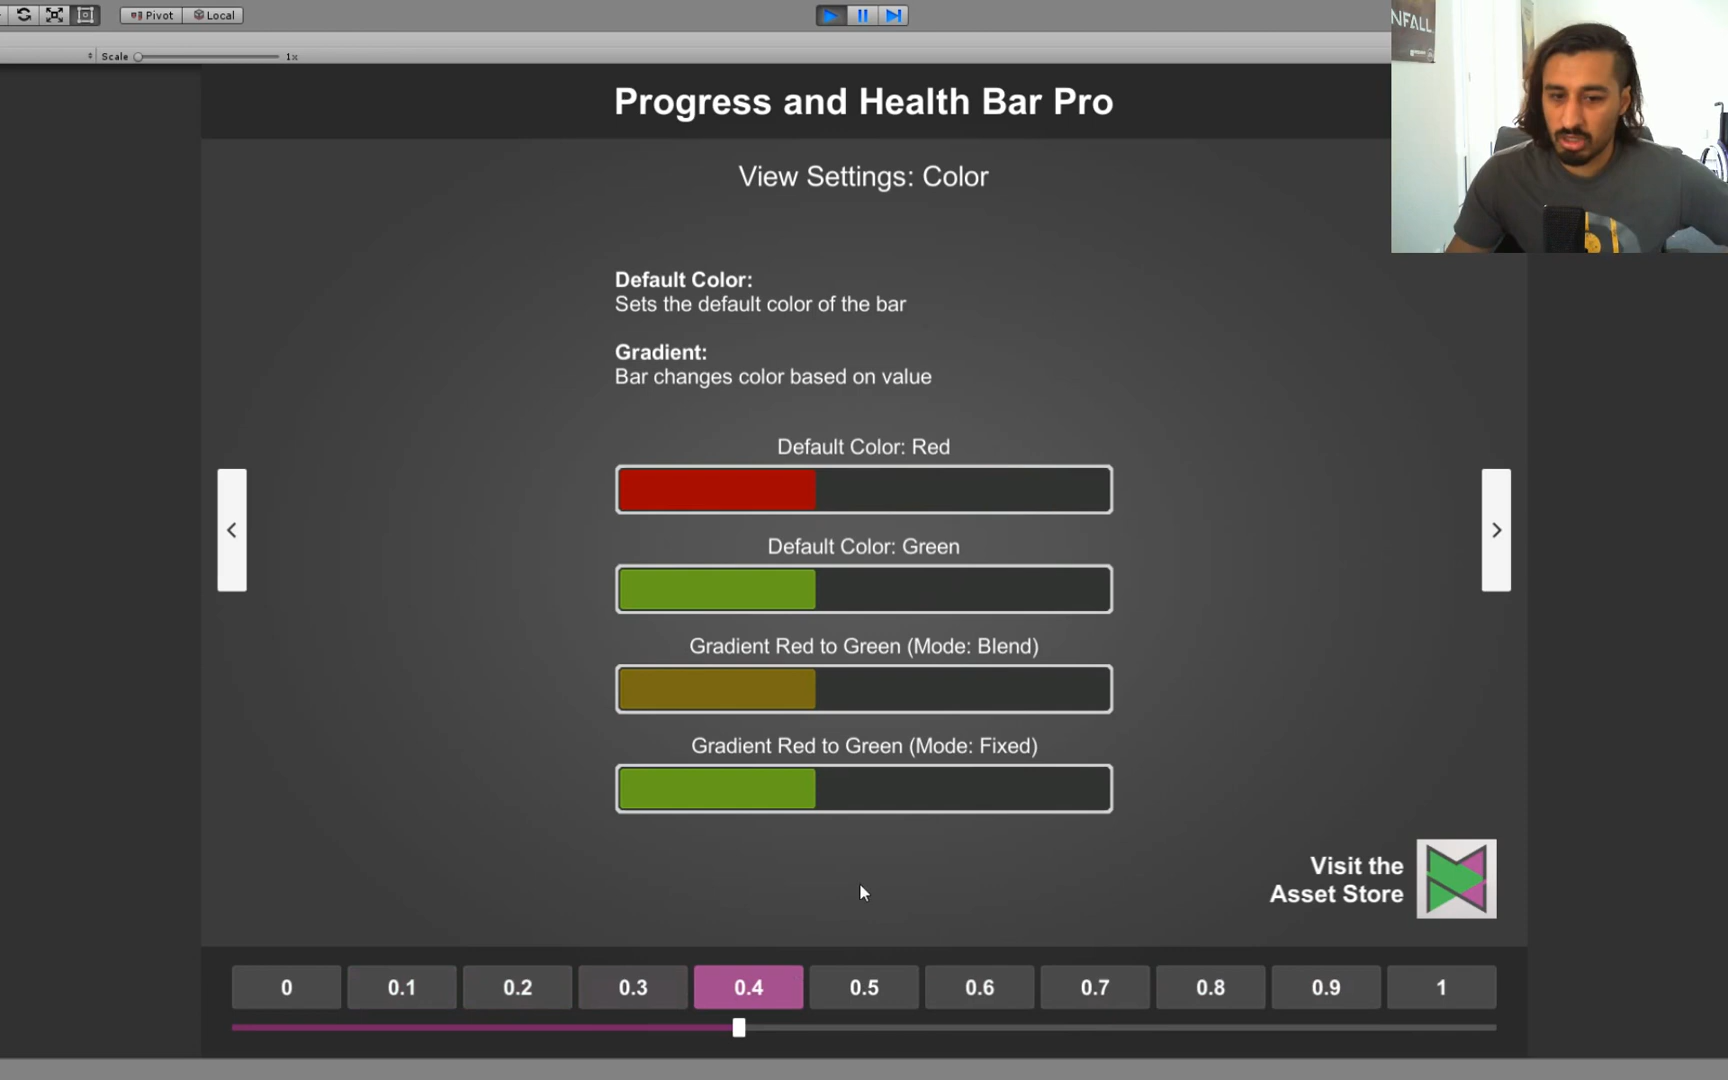 Pivot
Local
Scale
1x
NFALL
Progress and Health Bar Pro
View Settings: Color
Default Color:
Sets the default color of the bar
Gradient:
Bar changes color based on value
Default Color: Red
Default Color: Green
Gradient Red to Green (Mode: Blend)
Gradient Red to Green (Mode: Fixed)
<
>
Visit the
Asset Store
0 0.1 0.2 0.3 0.4 0.5 0.6 0.7 0.8 0.9 1